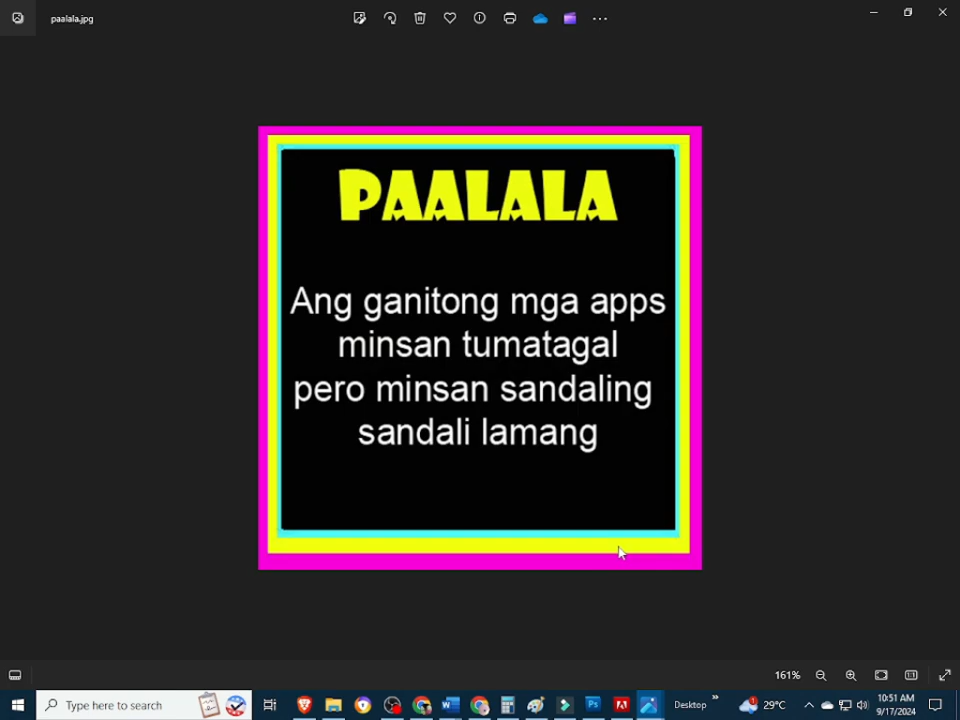 paalala.jpg
PAALALA
Ang ganitong mga apps
minsan tumatagal
pero minsan sandaling
sandali lamang
161%
Type here to search
Desktop
29°C
10:51 AM
9/17/2024